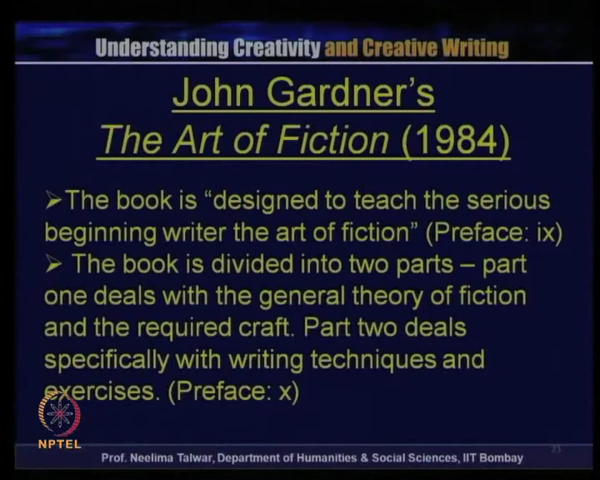 Understanding Creativity and Creative Writing
John Gardner's
The Art of Fiction (1984)
➢The book is “designed to teach the serious
beginning writer the art of fiction” (Preface: ix)
➢ The book is divided into two parts – part
one deals with the general theory of fiction
and the required craft. Part two deals
specifically with writing techniques and
exercises. (Preface: x)
NPTEL
23
Prof. Neelima Talwar, Department of Humanities & Social Sciences, IIT Bombay